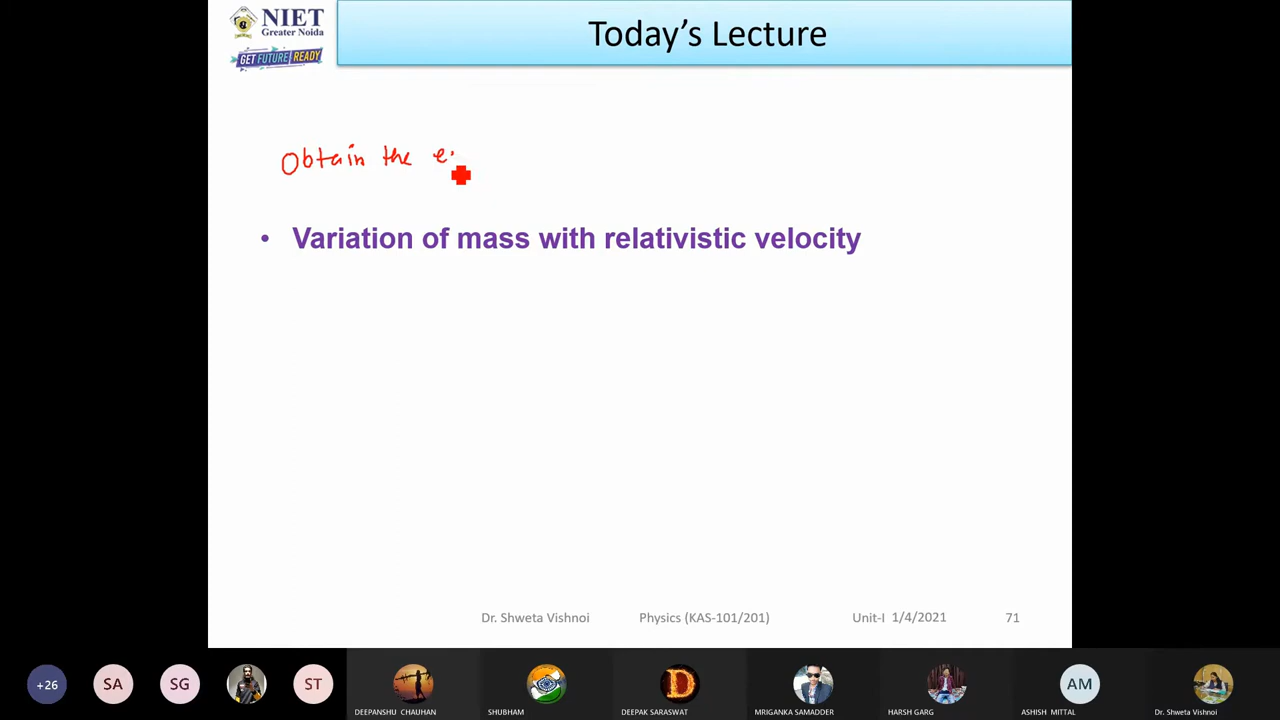 NIET
Greater Noida
GET FUTURE READY
Today's Lecture
Obtain the e
• Variation of mass with relativistic velocity
Dr. Shweta Vishnoi Physics (KAS-101/201) Unit-I 1/4/2021 71
+26 SA SG ST D AM
DEEPANSHU CHAUHAN SHUBHAM DEEPAK SARASWAT MRIGANKA SAMADDER HARSH GARG ASHISH MITTAL Dr. Shweta Vishnoi